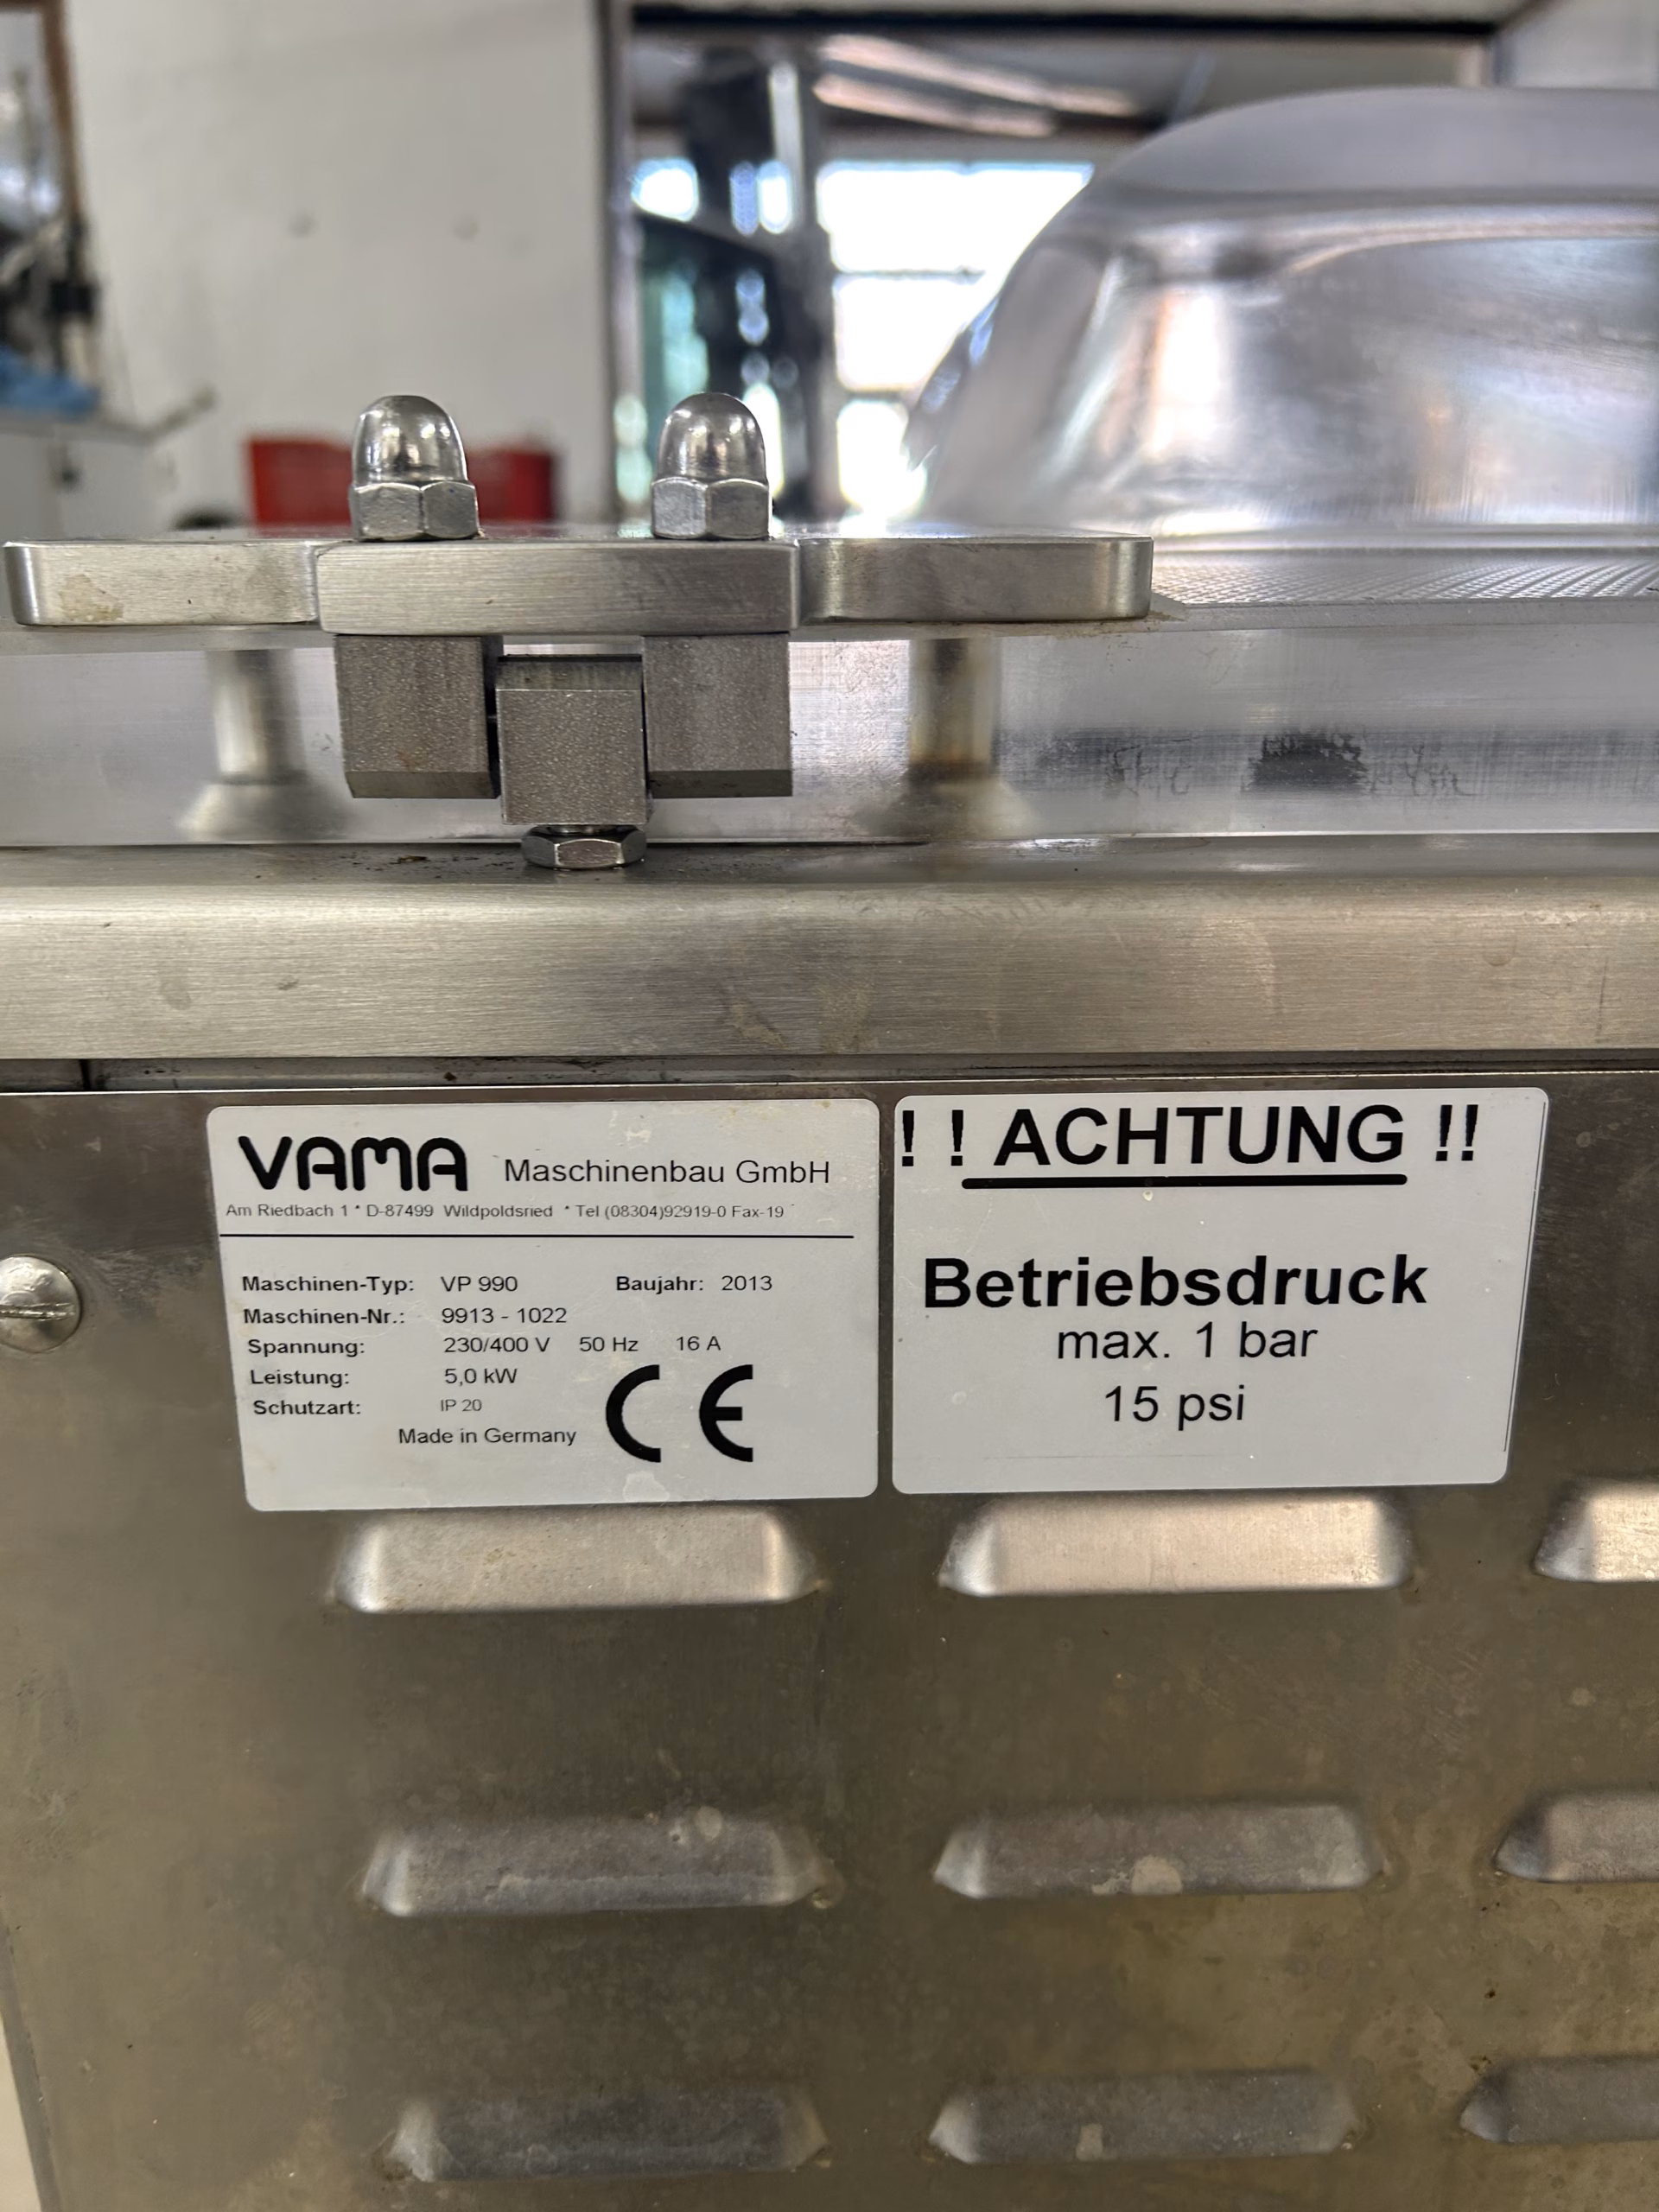 VAMA Maschinenbau GmbH
Am Riedbach 1 * D-87499 Wildpoldsried * Tel (08304)92919-0 Fax-19
Maschinen-Typ: VP 990 Baujahr: 2013
Maschinen-Nr.: 9913 - 1022
Spannung: 230/400 V 50 Hz 16 A
Leistung: 5,0 kW
Schutzart: IP 20
Made in Germany CE
! ! ACHTUNG !!
Betriebsdruck
max. 1 bar
15 psi